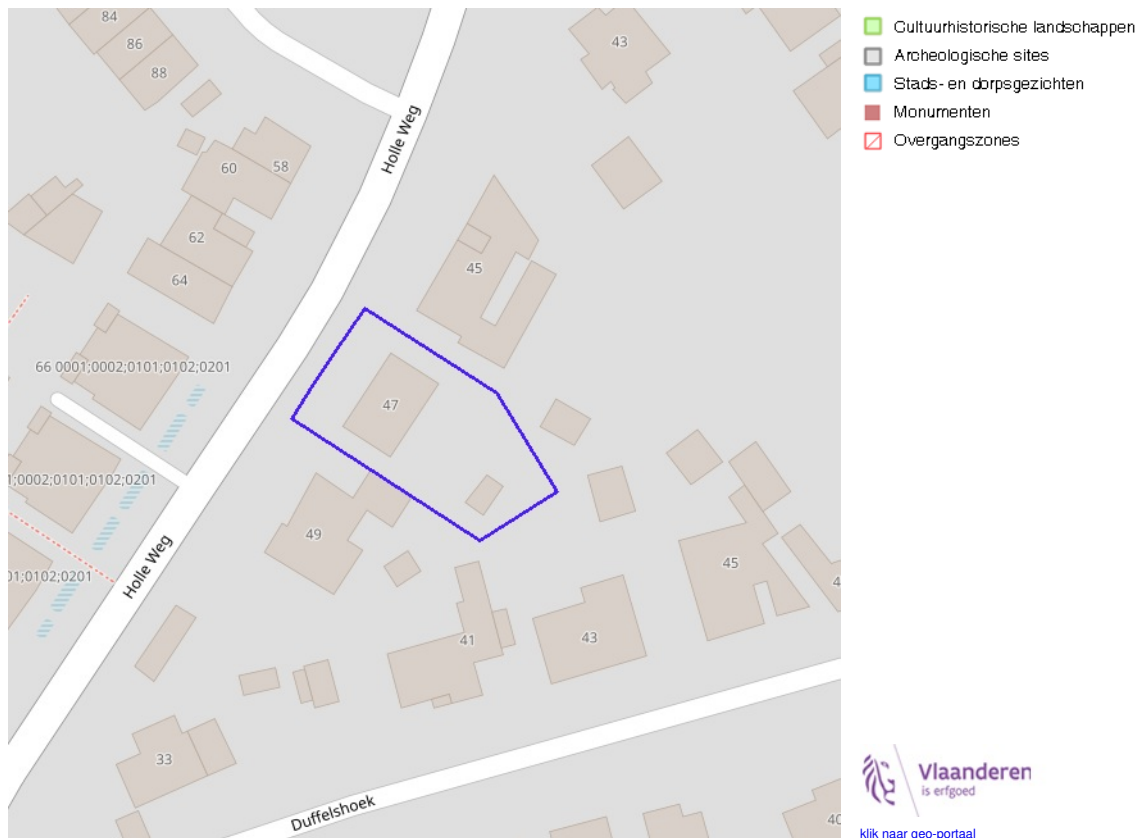 84
86
88
43
Holle Weg
60
58
62
45
64
66 0001;0002;0101;0102;0201
47
1;0002;0101;0102;0201
49
Holle Weg
01;0102;0201
45
4
41
43
33
Duffelshoek
40
Cultuurhistorische landschappen
Archeologische sites
Stads- en dorpsgezichten
Monumenten
Overgangszones
Vlaanderen
is erfgoed
klik naar geo-portaal